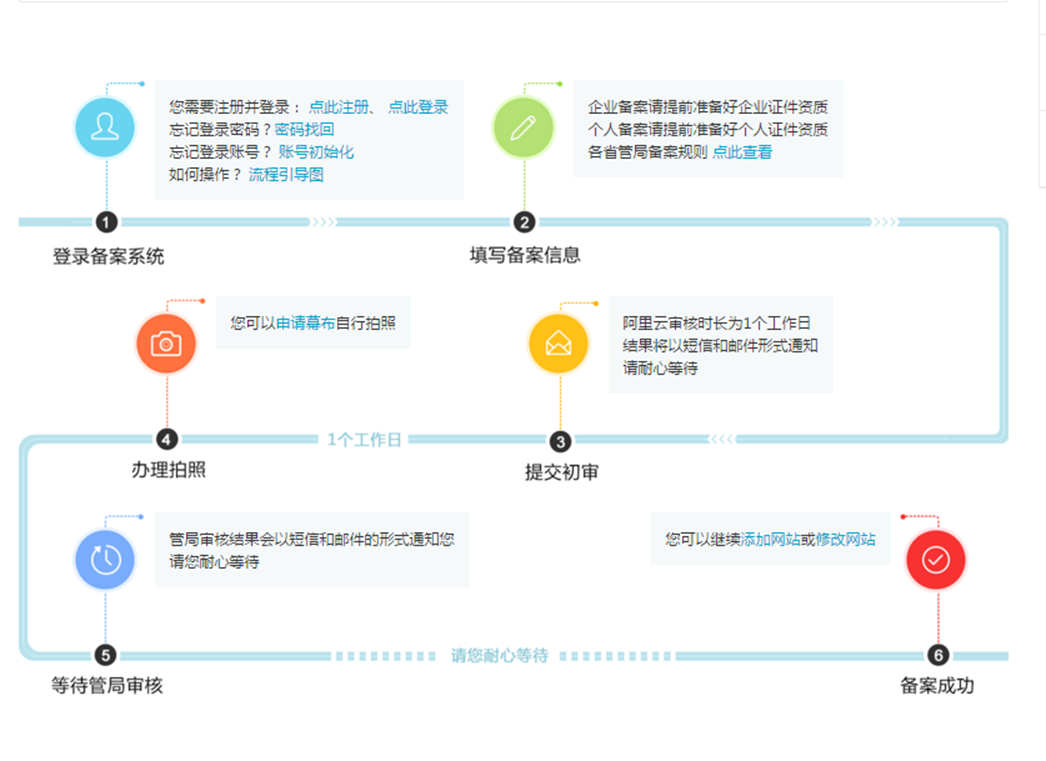 您需要注册并登录： 点此注册、 点此登录
忘记登录密码？密码找回
忘记登录账号？ 账号初始化
如何操作？ 流程引导图
企业备案请提前准备好企业证件资质
个人备案请提前准备好个人证件资质
各省管局备案规则 点此查看
1
2
登录备案系统
填写备案信息
您可以申请幕布自行拍照
阿里云审核时长为1个工作日
结果将以短信和邮件形式通知
请耐心等待
4
1个工作日
3
办理拍照
提交初审
管局审核结果会以短信和邮件的形式通知您
请您耐心等待
您可以继续添加网站或修改网站
5
请您耐心等待
6
等待管局审核
备案成功